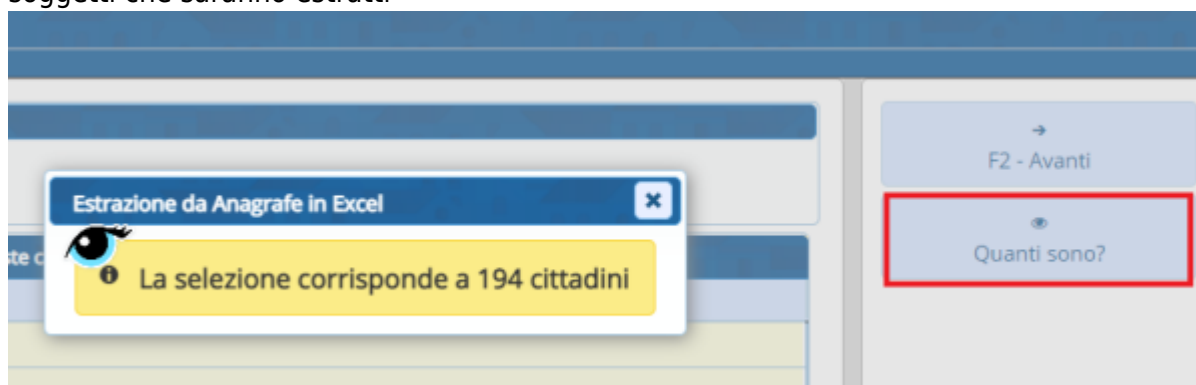 soggetti che saranno estratti
F2 - Avanti
Estrazione da Anagrafe in Excel
Quanti sono?
La selezione corrisponde a 194 cittadini